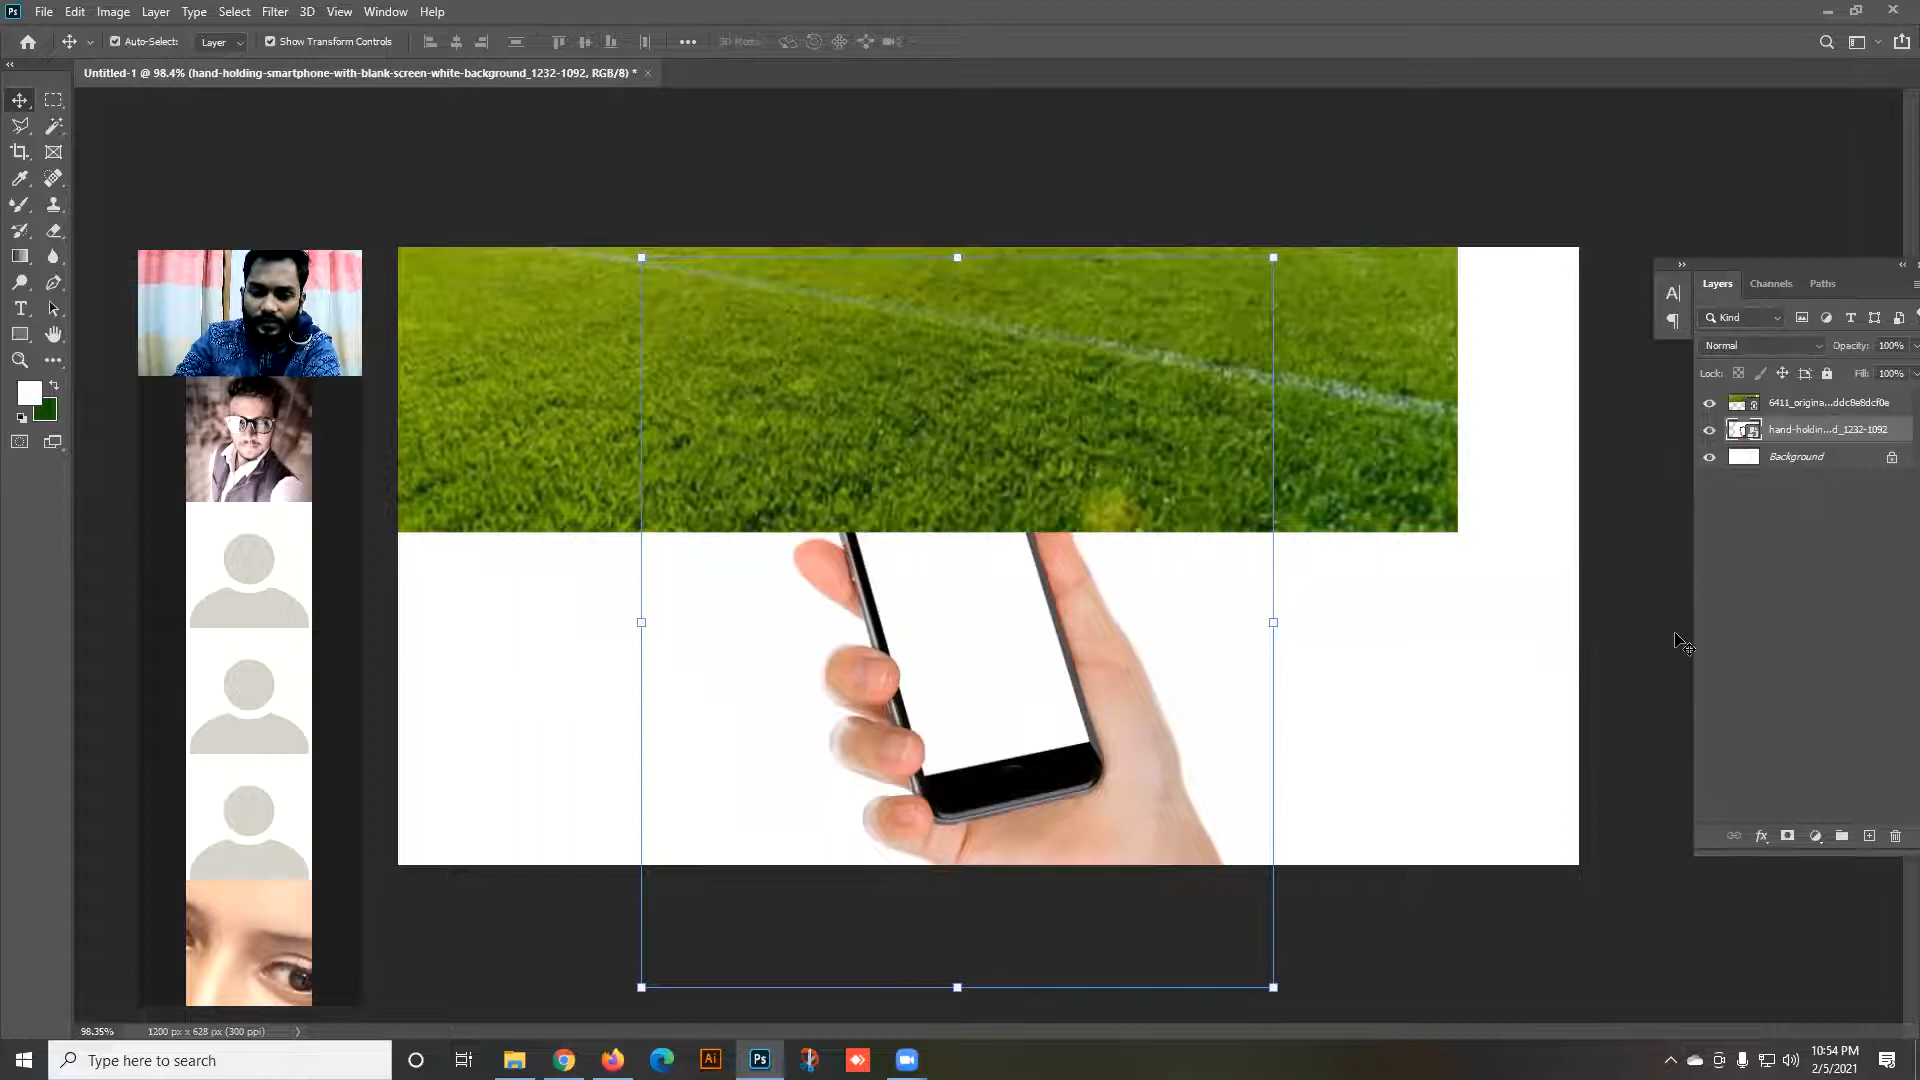 Ps File Edit Image Layer Type Select Filter 3D View Window Help
Auto-Select: Layer Show Transform Controls
Untitled-1 @ 98.4% (hand-holding-smartphone-with-blank-screen-white-background_1232-1092, RGB/8) *
Layers Channels Paths
Kind
Normal Opacity: 100%
Lock: Fill: 100%
6411_origina...ddc8e8dcf0e
hand-holdin...d_1232-1092
Background
98.35% 1200 px x 628 px (300 ppi)
Type here to search
Ai Ps
10:54 PM
2/5/2021